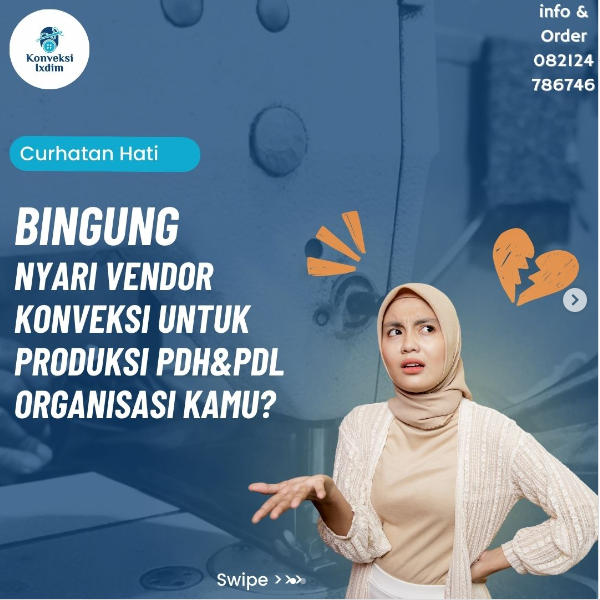 Konveksi
Ixdim
info &
Order
082124
786746
Curhatan Hati
BINGUNG
NYARI VENDOR
KONVEKSI UNTUK
PRODUKSI PDH&PDL
ORGANISASI KAMU?
Swipe >>>